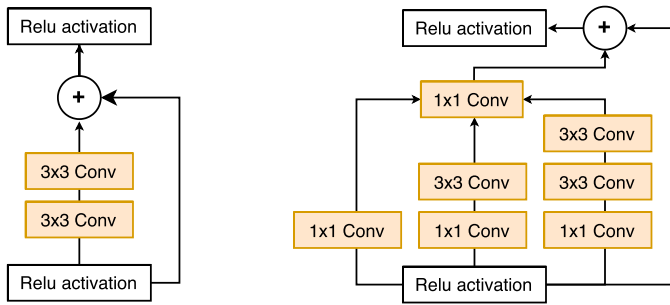 Relu activation
+
3x3 Conv
3x3 Conv
Relu activation
Relu activation
+
1x1 Conv
3x3 Conv
3x3 Conv
3x3 Conv
1x1 Conv
1x1 Conv
1x1 Conv
Relu activation